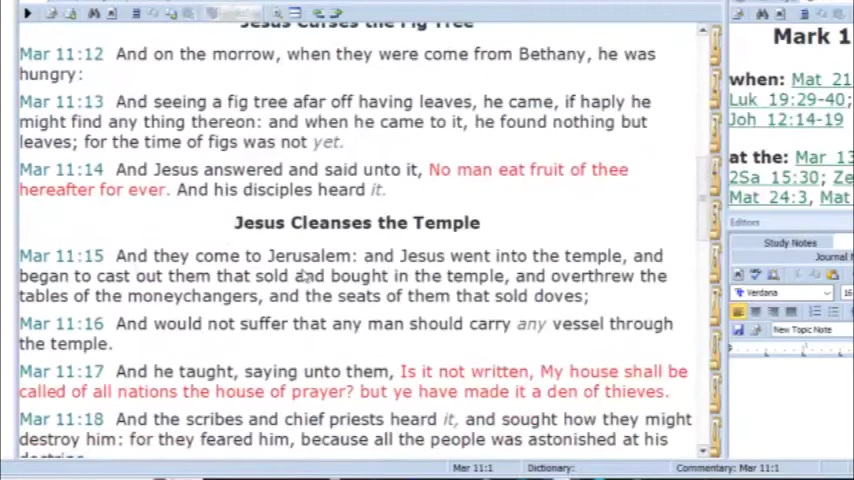 Jesus Curses the Fig Tree
Mar 11:12 And on the morrow, when they were come from Bethany, he was
hungry:
Mar 11:13 And seeing a fig tree afar off having leaves, he came, if haply he
might find any thing thereon: and when he came to it, he found nothing but
leaves; for the time of figs was not yet.
Mar 11:14 And Jesus answered and said unto it, No man eat fruit of thee
hereafter for ever. And his disciples heard it.
Jesus Cleanses the Temple
Mar 11:15 And they come to Jerusalem: and Jesus went into the temple, and
began to cast out them that sold and bought in the temple, and overthrew the
tables of the moneychangers, and the seats of them that sold doves;
Mar 11:16 And would not suffer that any man should carry any vessel through
the temple.
Mar 11:17 And he taught, saying unto them, Is it not written, My house shall be
called of all nations the house of prayer? but ye have made it a den of thieves.
Mar 11:18 And the scribes and chief priests heard it, and sought how they might
destroy him: for they feared him, because all the people was astonished at his
doctrine.
Mar 11:1 Dictionary: Commentary: Mar 11:1
Mark 1
when: Mat 21
Luk 19:29-40;
Joh 12:14-19
at the: Mar 13
2Sa 15:30; Ze
Mat 24:3, Mat
Editors
Study Notes
Journal
Verdana 16
New Topic Note